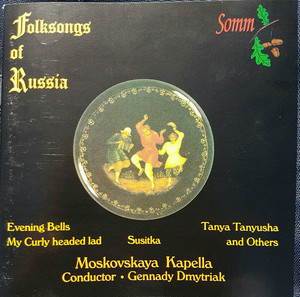 Folksongs
of
Russia
Somm
Evening Bells
Tanya Tanyusha
My Curly headed lad
Susitka
and Others
Moskovskaya Kapella
Conductor • Gennady Dmytriak